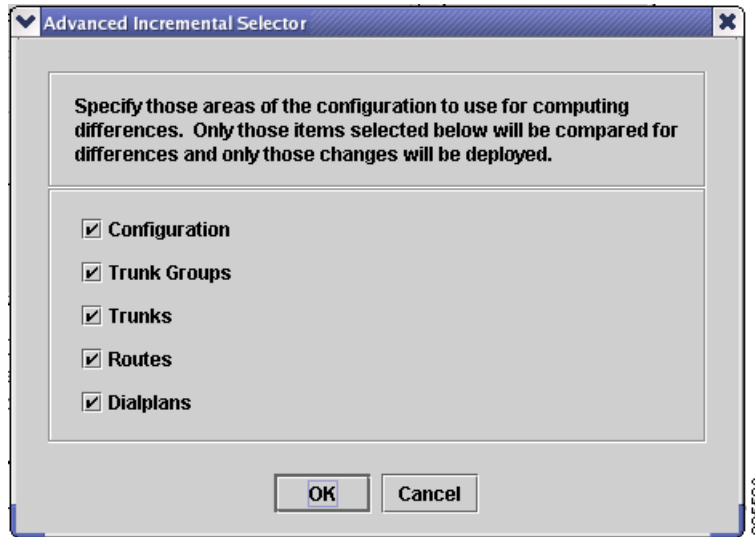 Advanced Incremental Selector
Specify those areas of the configuration to use for computing
differences. Only those items selected below will be compared for
differences and only those changes will be deployed.
Configuration
Trunk Groups
Trunks
Routes
Dialplans
OK
Cancel